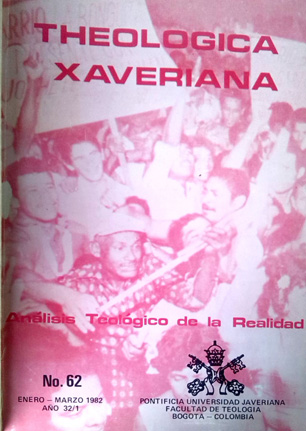 THEOLOGICA
XAVERIANA
Análisis Teológico de la Realidad
No. 62
ENERO – MARZO 1982
AÑO 32/1
PONTIFICIA UNIVERSIDAD JAVERIANA
FACULTAD DE TEOLOGIA
BOGOTA – COLOMBIA